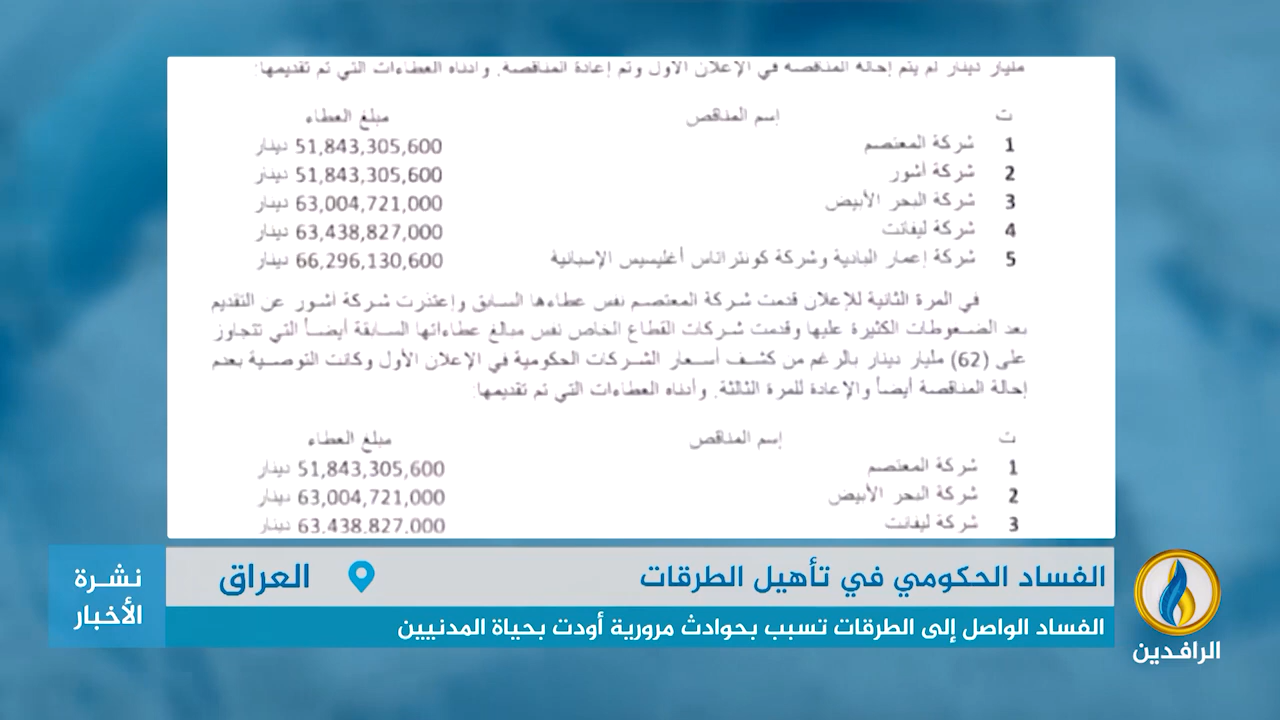 مليار دينار لم يتم إحالة المناقصة في الإعلان الأول وتم إعادة المناقصة. وأدناه العطاءات التي تم تقديمها:
ت إسم المناقص مبلغ العطاء
1 شركة المعتصم 51,843,305,600 دينار
2 شركة أشور 51,843,305,600 دينار
3 شركة البحر الأبيض 63,004,721,000 دينار
4 شركة ليفانت 63,438,827,000 دينار
5 شركة إعمار البادية وشركة كونتراتاس أغليسيس الإسبانية 66,296,130,600 دينار
في المرة الثانية للإعلان قدمت شركة المعتصم نفس عطاءها السابق وإعتذرت شركة أشور عن التقديم
بعد الضغوطات الكثيرة عليها وقدمت شركات القطاع الخاص نفس مبالغ عطاءاتها السابقة أيضاً التي تتجاوز
على (62) مليار دينار بالرغم من كشف أسعار الشركات الحكومية في الإعلان الأول وكانت التوصية بعدم
إحالة المناقصة أيضاً والإعادة للمرة الثالثة. وأدناه العطاءات التي تم تقديمها:
ت إسم المناقص مبلغ العطاء
1 شركة المعتصم 51,843,305,600 دينار
2 شركة البحر الأبيض 63,004,721,000 دينار
3 شركة ليفانت 63,438,827,000 دينار
الفساد الحكومي في تأهيل الطرقات
العراق
نشرة
الأخبار
الفساد الواصل إلى الطرقات تسبب بحوادث مرورية أودت بحياة المدنيين
الرافدين